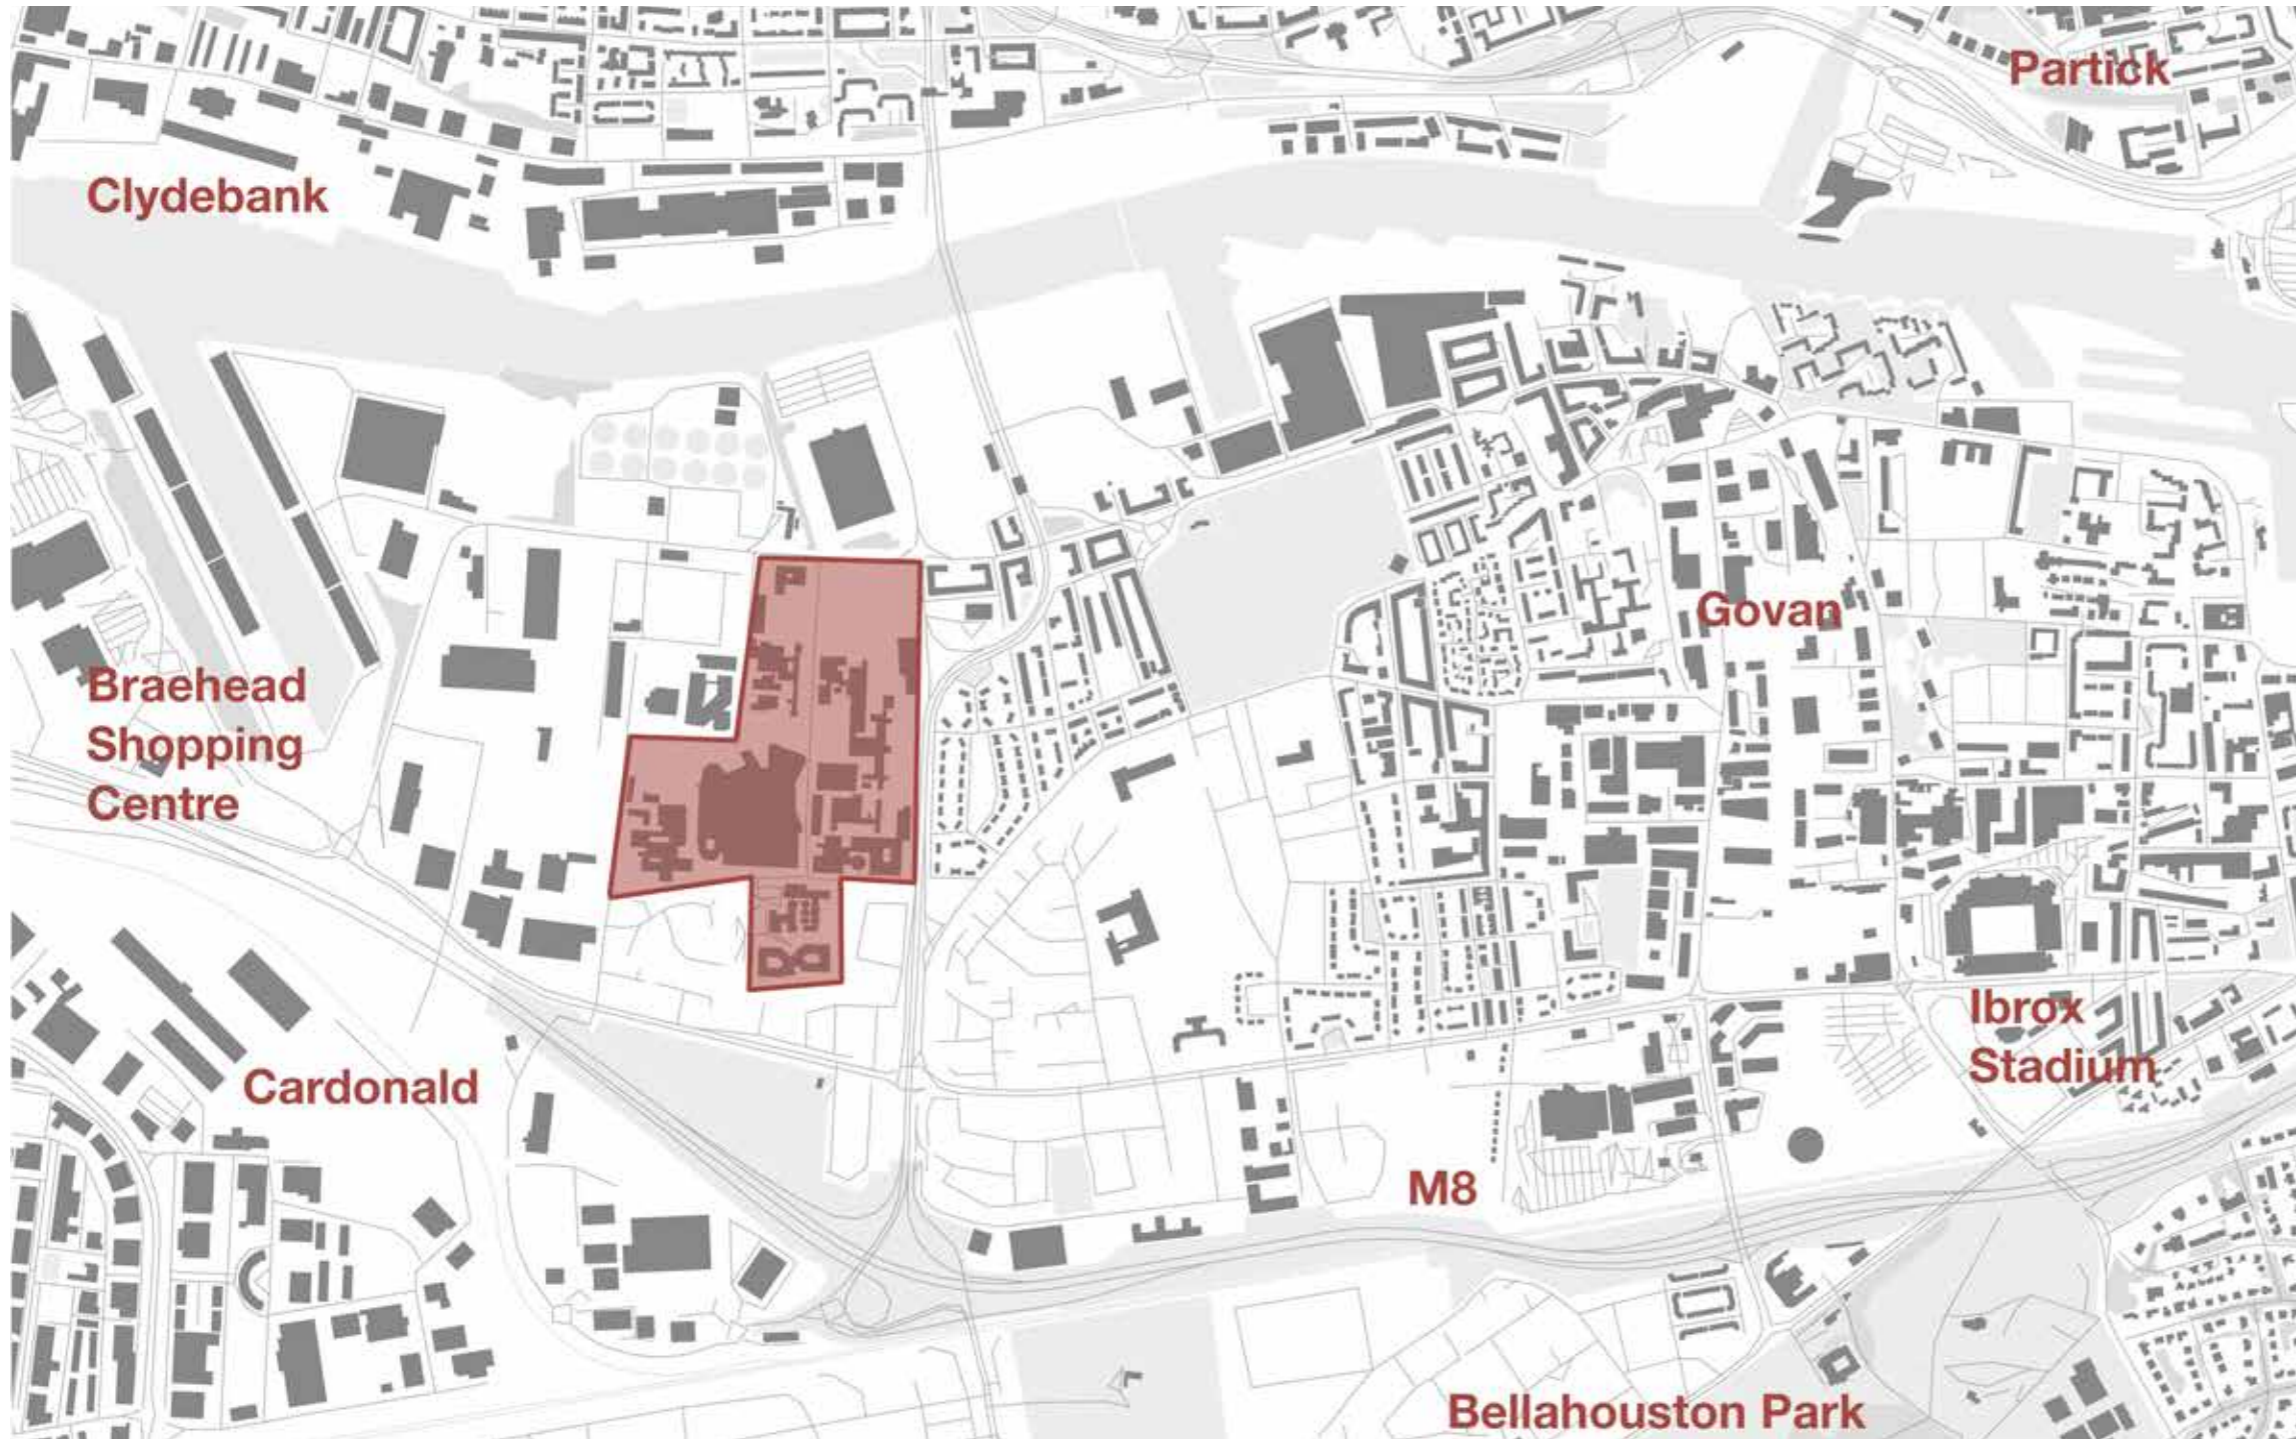 Partick
Clydebank
Govan
Braehead
Shopping
Centre
Ibrox
Stadium
Cardonald
M8
Bellahouston Park